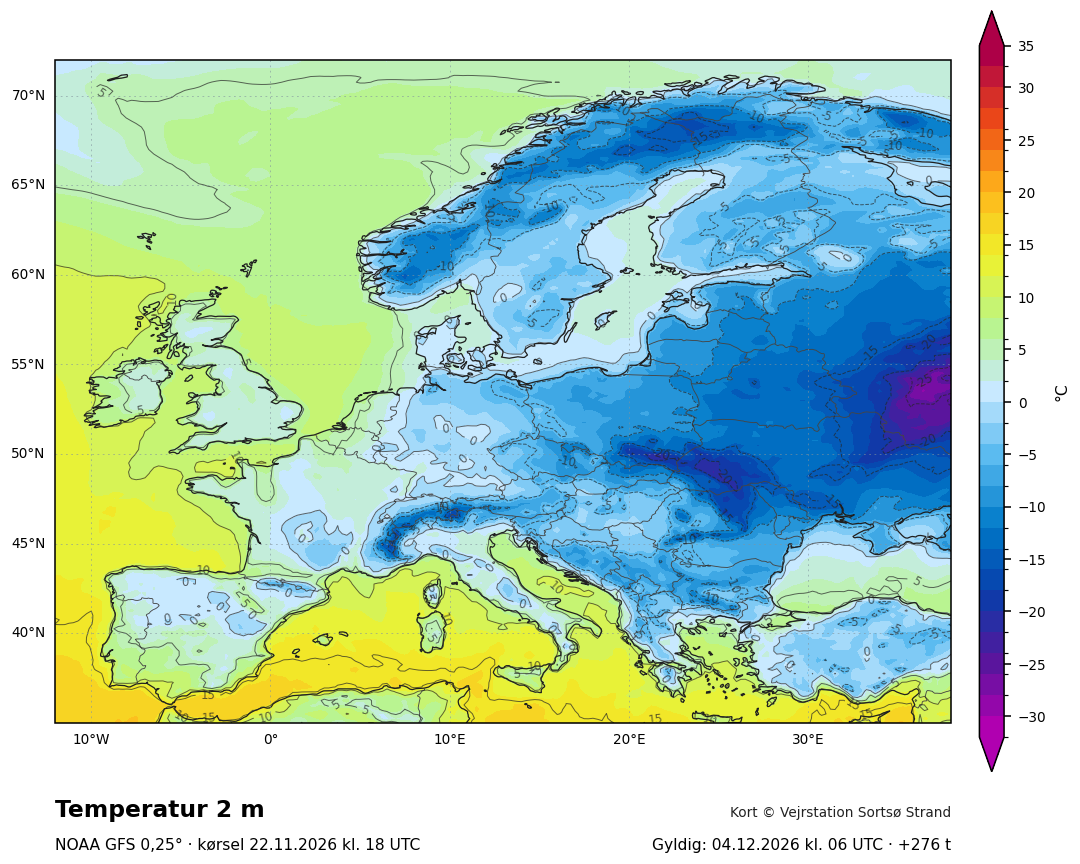 70°N
65°N
60°N
55°N
50°N
45°N
40°N
10°W
0°
10°E
20°E
30°E
35
30
25
20
15
10
5
0
−5
−10
−15
−20
−25
−30
°C
Temperatur 2 m
Kort © Vejrstation Sortsø Strand
NOAA GFS 0,25° · kørsel 22.11.2026 kl. 18 UTC
Gyldig: 04.12.2026 kl. 06 UTC · +276 t